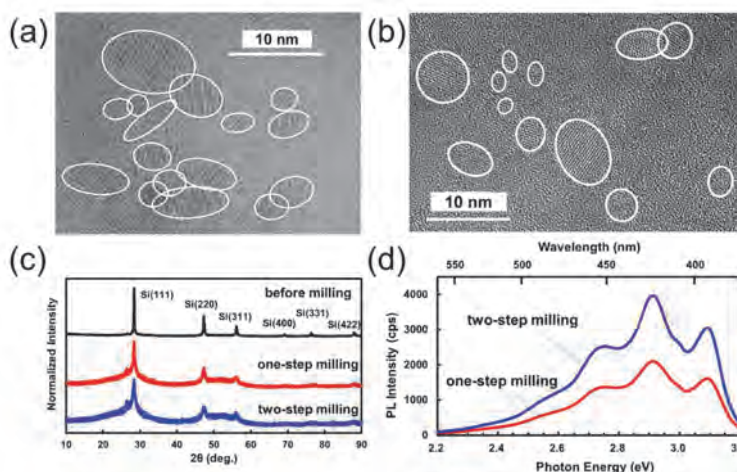 (a)
10 nm
(b)
10 nm
(c)
Normalized Intensity
Si(111)
Si(220)
Si(311)
Si(400)
Si(331)
Si(422)
before milling
one-step milling
two-step milling
10 20 30 40 50 60 70 80 90
2θ (deg.)
(d)
Wavelength (nm)
550 500 450 420 390
PL Intensity (cps)
4000
3000
2000
1000
0
two-step milling
one-step milling
2.2 2.4 2.6 2.8 3.0
Photon Energy (eV)